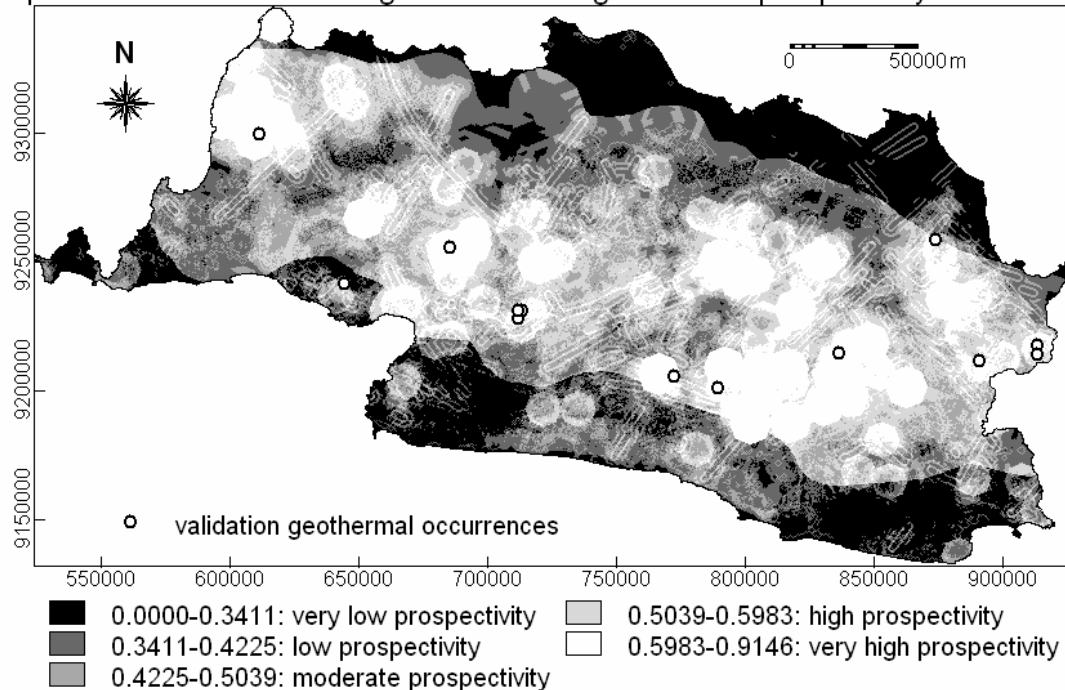 N
0 50000 m
9300000
9250000
9200000
9150000
validation geothermal occurrences
550000 600000 650000 700000 750000 800000 850000 900000
0.0000-0.3411: very low prospectivity
0.3411-0.4225: low prospectivity
0.4225-0.5039: moderate prospectivity
0.5039-0.5983: high prospectivity
0.5983-0.9146: very high prospectivity